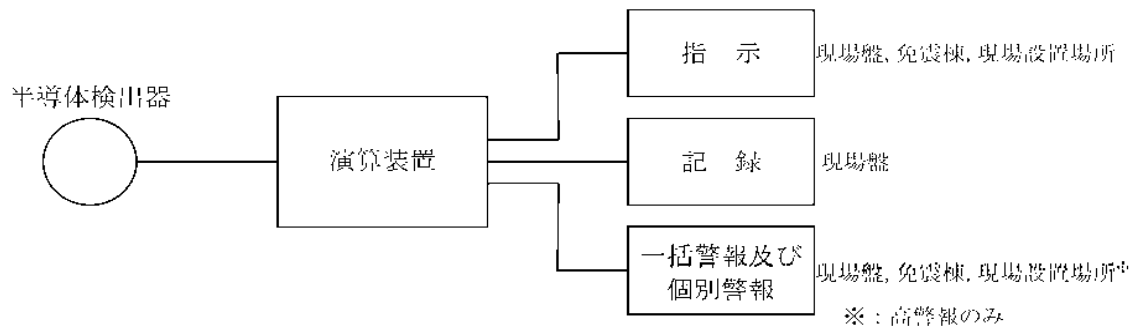 半導体検出器
演算装置
指 示
現場盤, 免震棟, 現場設置場所
記 録
現場盤
一括警報及び
個別警報
現場盤, 免震棟, 現場設置場所※
※：高警報のみ